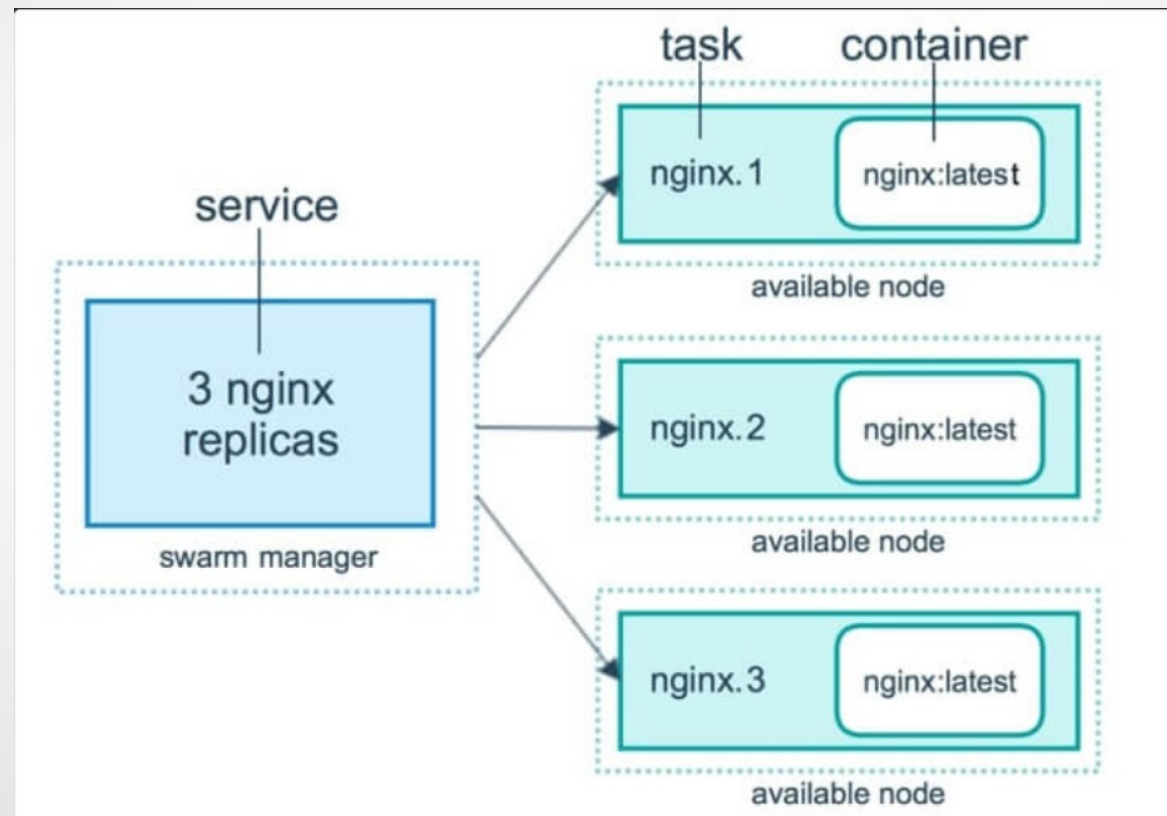 task
container
nginx.1
nginx:latest
available node
service
3 nginx
replicas
swarm manager
nginx.2
nginx:latest
available node
nginx.3
nginx:latest
available node